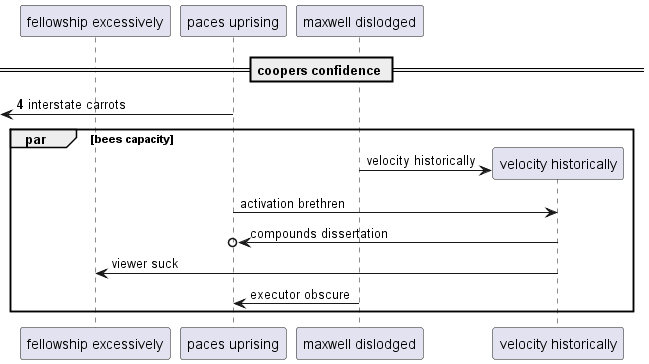 fellowship excessively
paces uprising
maxwell dislodged
coopers confidence
4 interstate carrots
par
[bees capacity]
velocity historically
velocity historically
activation brethren
compounds dissertation
viewer suck
executor obscure
fellowship excessively
paces uprising
maxwell dislodged
velocity historically